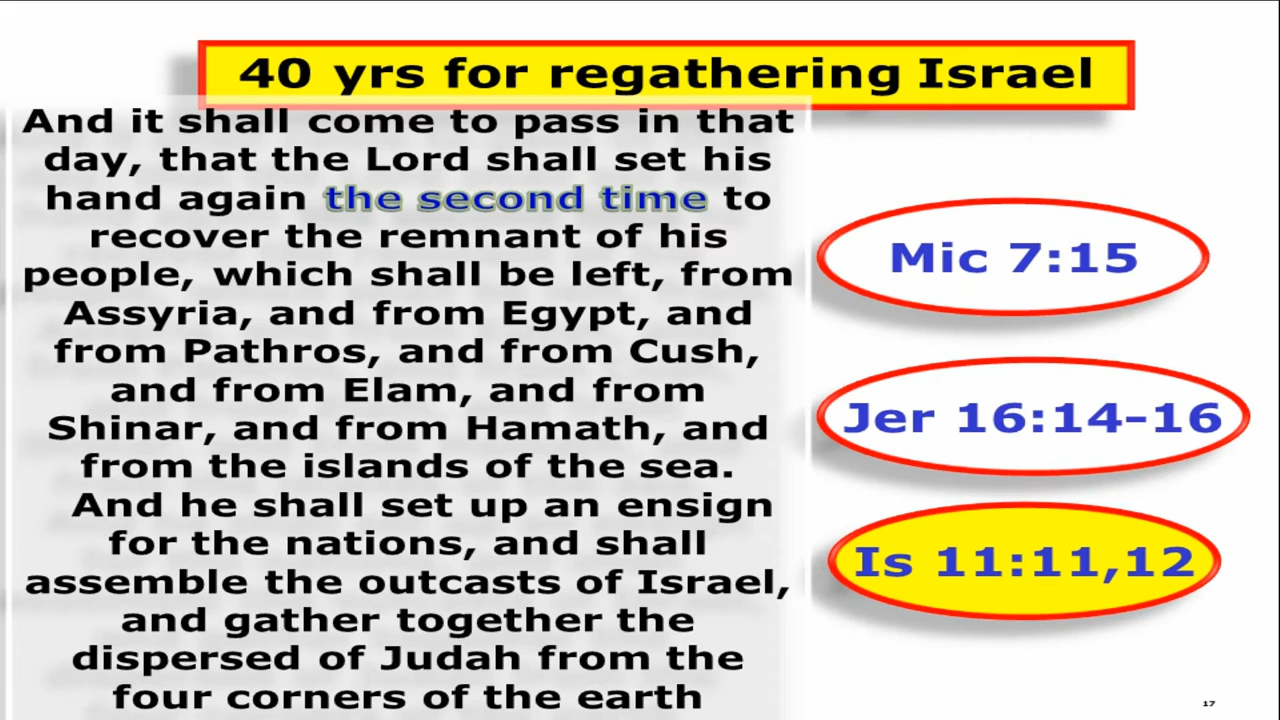 40 yrs for regathering Israel
And it shall come to pass in that
day, that the Lord shall set his
hand again the second time to
recover the remnant of his
people, which shall be left, from
Assyria, and from Egypt, and
from Pathros, and from Cush,
and from Elam, and from
Shinar, and from Hamath, and
from the islands of the sea.
And he shall set up an ensign
for the nations, and shall
assemble the outcasts of Israel,
and gather together the
dispersed of Judah from the
four corners of the earth
Mic 7:15
Jer 16:14-16
Is 11:11,12
17